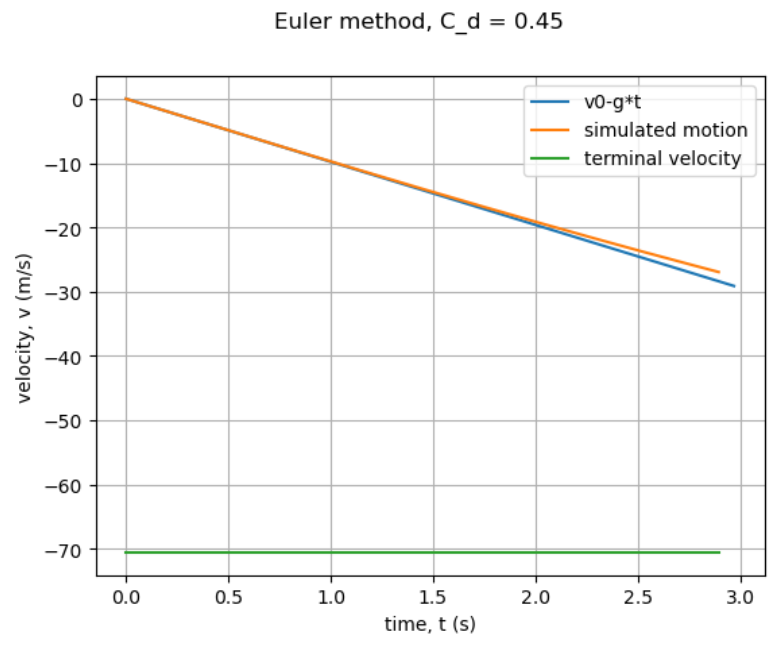 Euler method, C_d = 0.45
v0-g*t
simulated motion
terminal velocity
velocity, v (m/s)
0
−10
−20
−30
−40
−50
−60
−70
0.0 0.5 1.0 1.5 2.0 2.5 3.0
time, t (s)